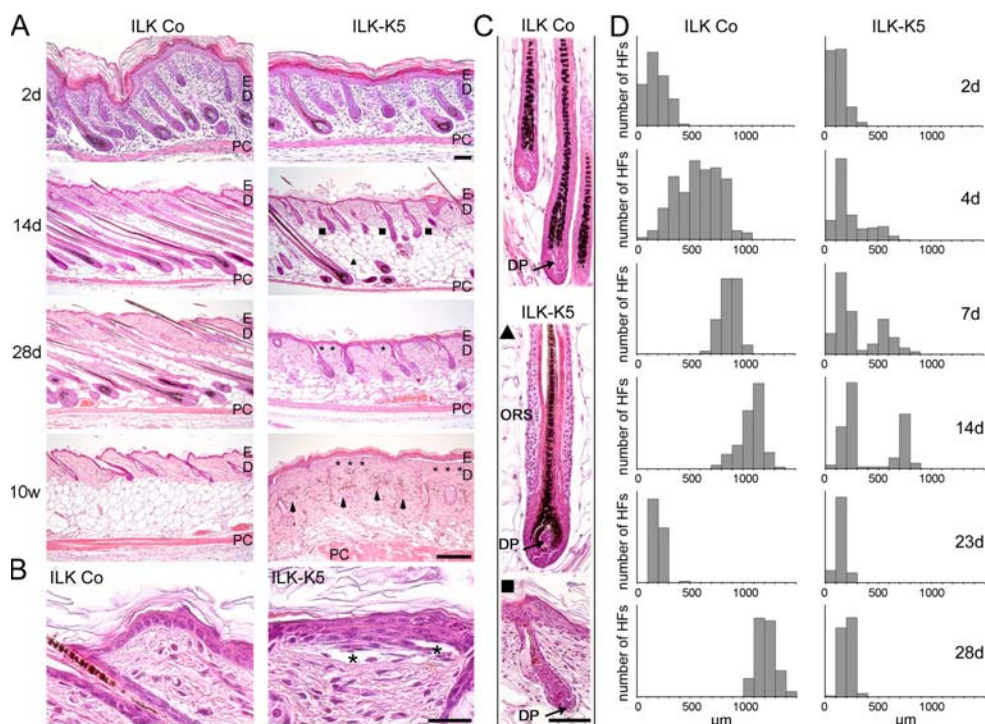 A ILK Co ILK-K5
2d E D PC
14d E D PC E D PC
28d E D PC E D PC
10w E D PC E D PC
B ILK Co ILK-K5
* *
C ILK Co
DP
ILK-K5
ORS
DP
DP
D ILK Co ILK-K5
number of HFs 2d
0 500 1000 0 500 1000
number of HFs 4d
0 500 1000 0 500 1000
number of HFs 7d
0 500 1000 0 500 1000
number of HFs 14d
0 500 1000 0 500 1000
number of HFs 23d
0 500 1000 0 500 1000
number of HFs 28d
0 500 1000 0 500 1000
µm µm